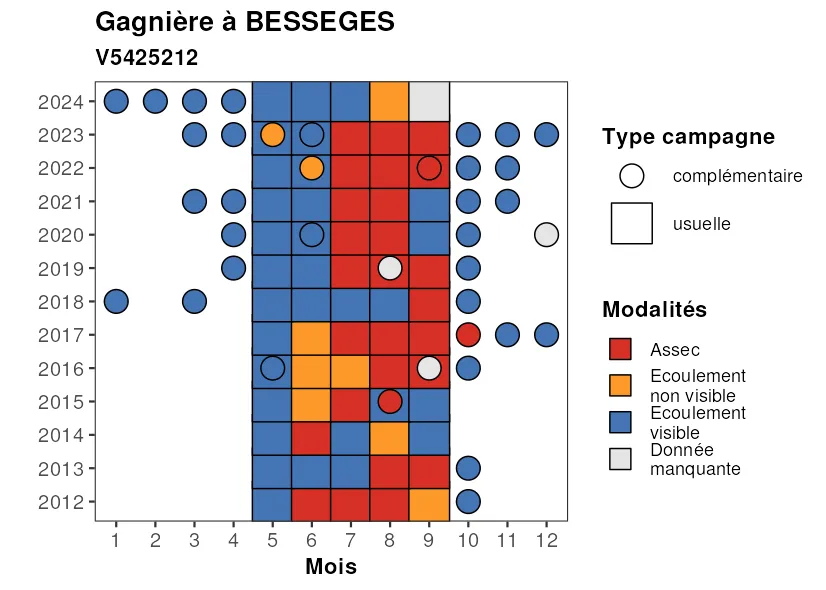 Gagnière à BESSEGES
V5425212
2024
2023
2022
2021
2020
2019
2018
2017
2016
2015
2014
2013
2012
1 2 3 4 5 6 7 8 9 10 11 12
Mois
Type campagne
complémentaire
usuelle
Modalités
Assec
Ecoulement
non visible
Ecoulement
visible
Donnée
manquante